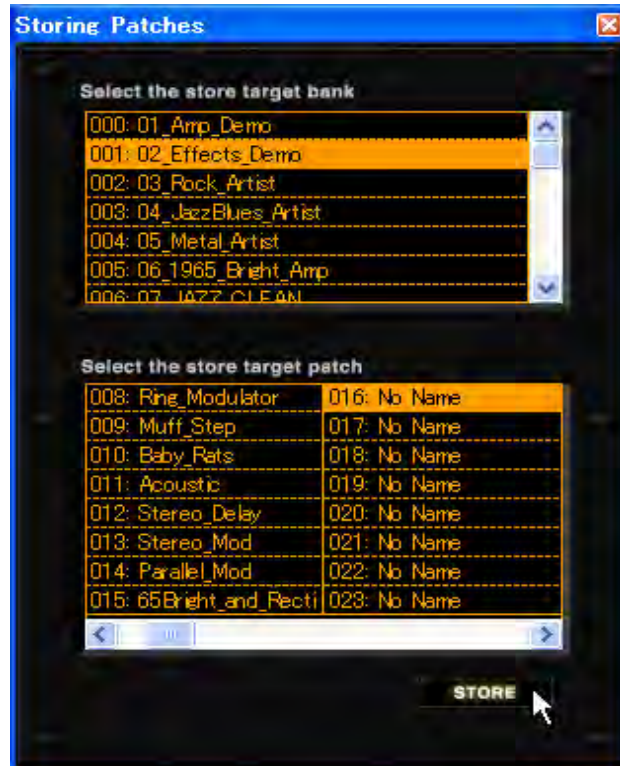 Storing Patches
Select the store target bank
000: 01_Amp_Demo
001: 02_Effects_Demo
002: 03_Rock_Artist
003: 04_JazzBlues_Artist
004: 05_Metal_Artist
005: 06_1965_Bright_Amp
006: 07_JAZZ_CLEAN
Select the store target patch
008: Ring_Modulator 016: No Name
009: Muff_Step 017: No Name
010: Baby_Rats 018: No Name
011: Acoustic 019: No Name
012: Stereo_Delay 020: No Name
013: Stereo_Mod 021: No Name
014: Parallel_Mod 022: No Name
015: 65Bright_and_Recti 023: No Name
STORE